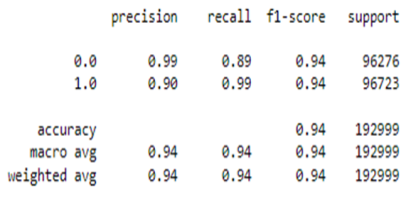 precision recall f1-score support
0.0 0.99 0.89 0.94 96276
1.0 0.90 0.99 0.94 96723
accuracy 0.94 192999
macro avg 0.94 0.94 0.94 192999
weighted avg 0.94 0.94 0.94 192999